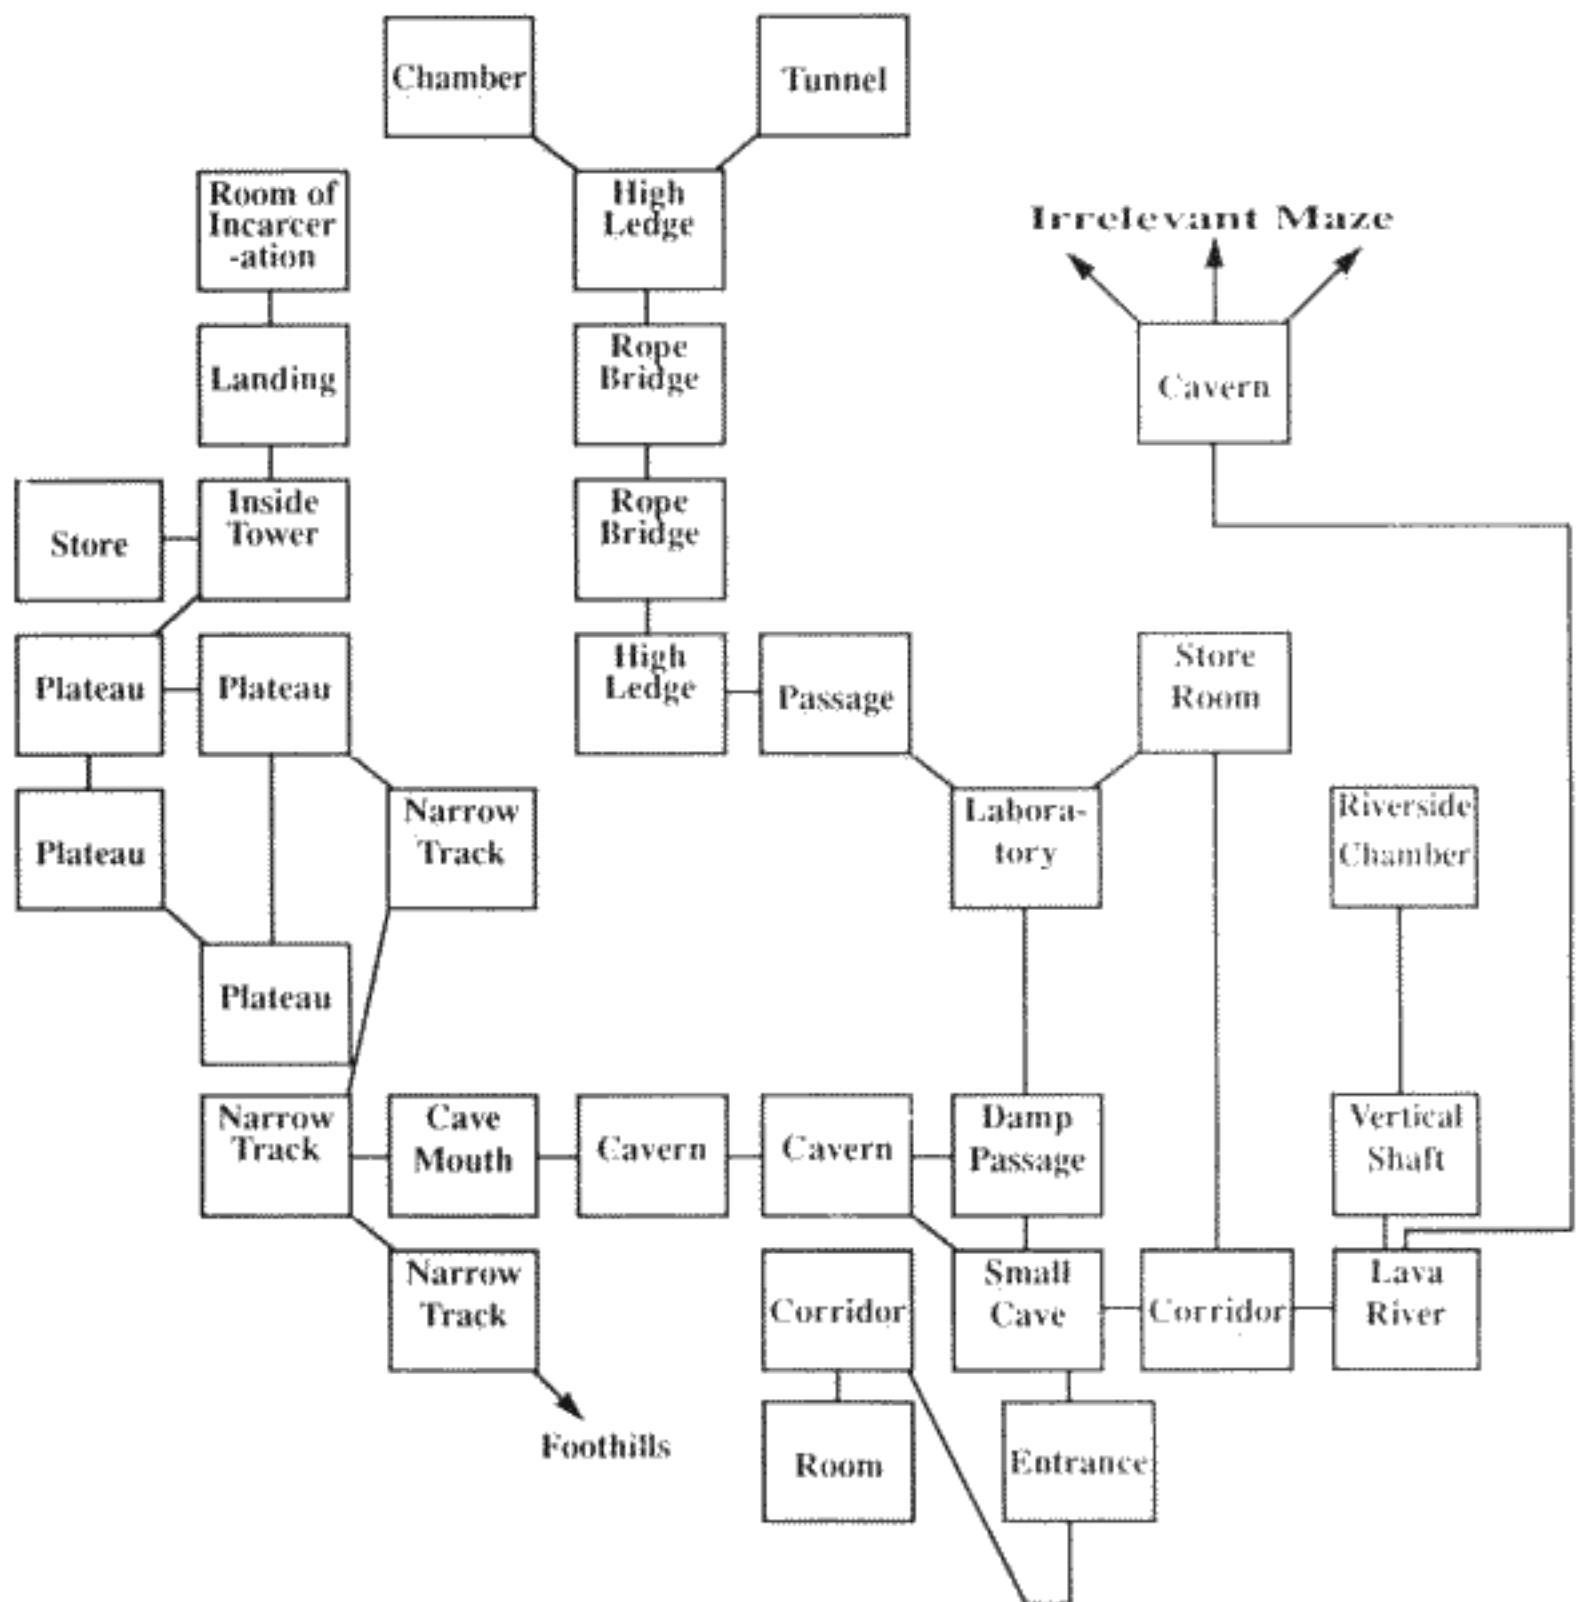 Chamber
Tunnel
Room of
Incarcer
-ation
High
Ledge
Irrelevant Maze
Landing
Rope
Bridge
Cavern
Store
Inside
Tower
Rope
Bridge
Plateau
Plateau
High
Ledge
Passage
Store
Room
Plateau
Narrow
Track
Labora-
tory
Riverside
Chamber
Plateau
Narrow
Track
Cave
Mouth
Cavern
Cavern
Damp
Passage
Vertical
Shaft
Narrow
Track
Corridor
Small
Cave
Corridor
Lava
River
Foothills
Room
Entrance